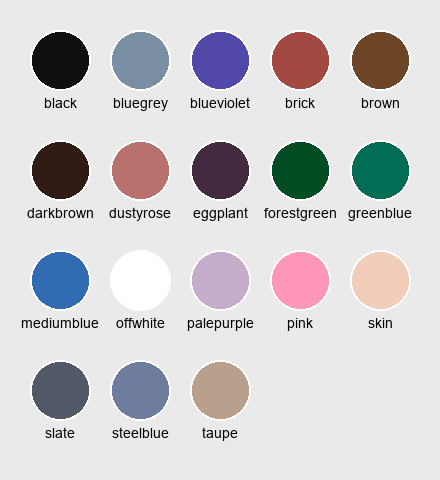 black bluegrey blueviolet brick brown
darkbrown dustyrose eggplant forestgreen greenblue
mediumblue offwhite palepurple pink skin
slate steelblue taupe